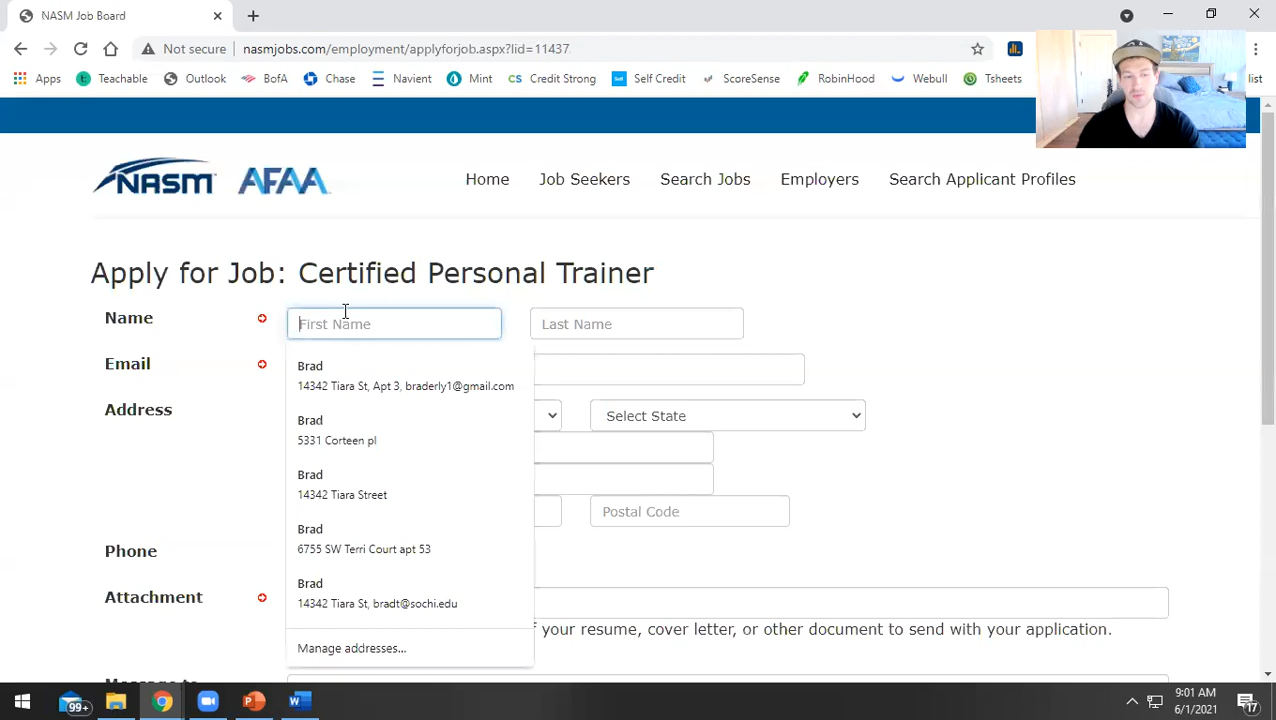 NASM Job Board
Not secure nasmjobs.com/employment/applyforjob.aspx?lid=11437
Apps Teachable Outlook BofA Chase Navient Mint CS Credit Strong Self Credit ScoreSense RobinHood Webull Tsheets list
NASM AFAA Home Job Seekers Search Jobs Employers Search Applicant Profiles
Apply for Job: Certified Personal Trainer
Name First Name Last Name
Email
Address Select State
Postal Code
Phone
Attachment
f your resume, cover letter, or other document to send with your application.
Message to
Brad
14342 Tiara St, Apt 3, braderly1@gmail.com
Brad
5331 Corteen pl
Brad
14342 Tiara Street
Brad
6755 SW Terri Court apt 53
Brad
14342 Tiara St, bradt@sochi.edu
Manage addresses...
99+
9:01 AM
6/1/2021
17